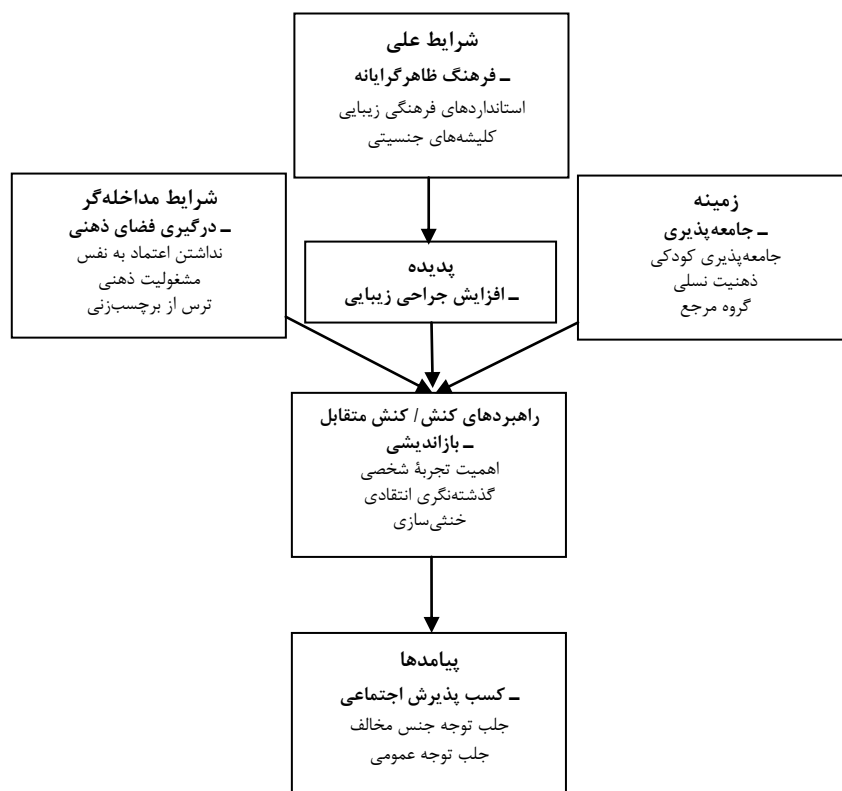 شرایط علی
ـ فرهنگ ظاهرگرایانه
استانداردهای فرهنگی زیبایی
کلیشه‌های جنسیتی
زمینه
ـ جامعه‌پذیری
جامعه‌پذیری کودکی
ذهنیت نسلی
گروه مرجع
شرایط مداخله‌گر
ـ درگیری فضای ذهنی
نداشتن اعتماد به نفس
مشغولیت ذهنی
ترس از برچسب‌زنی
پدیده
ـ افزایش جراحی زیبایی
راهبردهای کنش/ کنش متقابل
ـ بازاندیشی
اهمیت تجربۀ شخصی
گذشته‌نگری انتقادی
خنثی‌سازی
پیامدها
ـ کسب پذیرش اجتماعی
جلب توجه جنس مخالف
جلب توجه عمومی